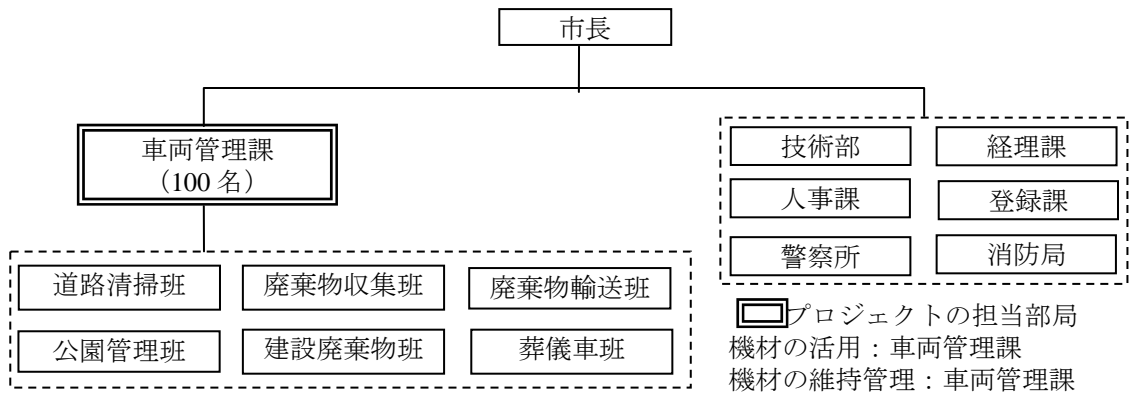 市長
車両管理課
（100 名）
技術部
経理課
人事課
登録課
警察所
消防局
道路清掃班
廃棄物収集班
廃棄物輸送班
公園管理班
建設廃棄物班
葬儀車班
プロジェクトの担当部局
機材の活用：車両管理課
機材の維持管理：車両管理課